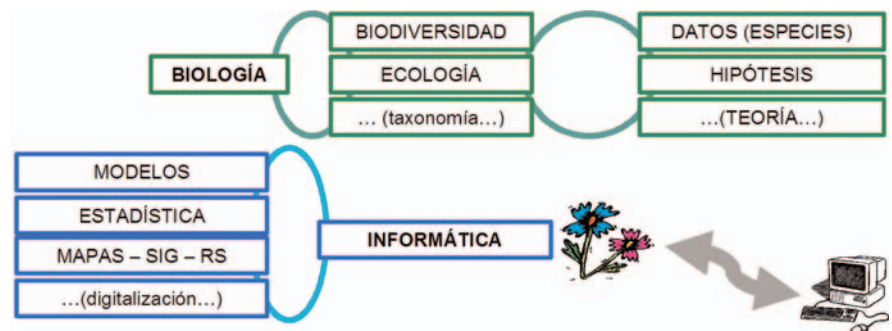 BIOLOGÍA
BIODIVERSIDAD
ECOLOGÍA
... (taxonomía...)
DATOS (ESPECIES)
HIPÓTESIS
...(TEORÍA...)
MODELOS
ESTADÍSTICA
MAPAS – SIG – RS
...(digitalización...)
INFORMÁTICA